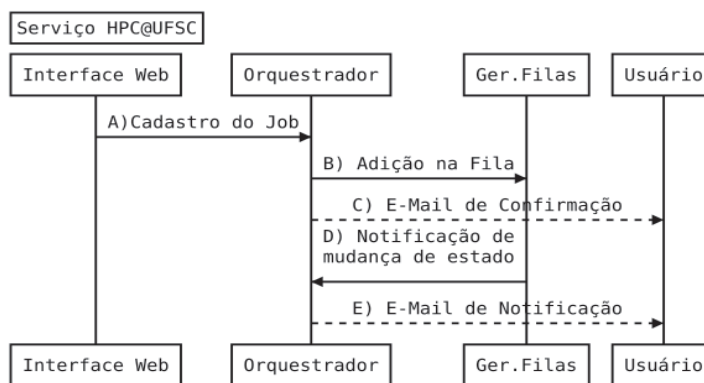 Serviço HPC@UFSC
Interface Web Orquestrador Ger.Filas Usuário
A)Cadastro do Job
B) Adição na Fila
C) E-Mail de Confirmação
D) Notificação de
mudança de estado
E) E-Mail de Notificação
Interface Web Orquestrador Ger.Filas Usuário